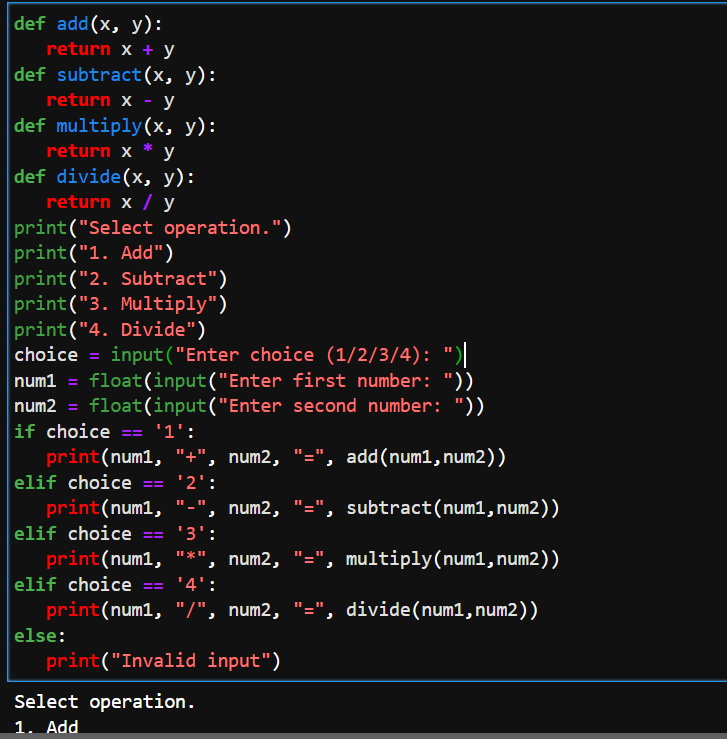 def add(x, y):
   return x + y
def subtract(x, y):
   return x - y
def multiply(x, y):
   return x * y
def divide(x, y):
   return x / y
print("Select operation.")
print("1. Add")
print("2. Subtract")
print("3. Multiply")
print("4. Divide")
choice = input("Enter choice (1/2/3/4): ")
num1 = float(input("Enter first number: "))
num2 = float(input("Enter second number: "))
if choice == '1':
   print(num1, "+", num2, "=", add(num1,num2))
elif choice == '2':
   print(num1, "-", num2, "=", subtract(num1,num2))
elif choice == '3':
   print(num1, "*", num2, "=", multiply(num1,num2))
elif choice == '4':
   print(num1, "/", num2, "=", divide(num1,num2))
else:
   print("Invalid input")
Select operation.
1. Add